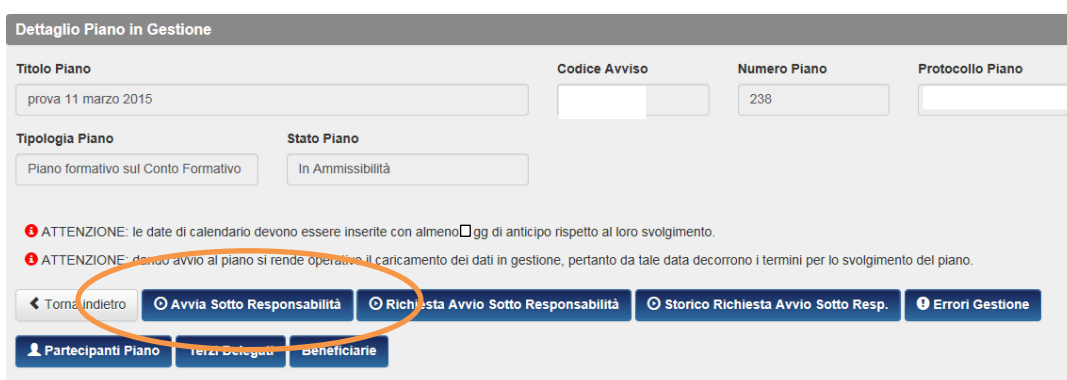 Dettaglio Piano in Gestione
Titolo Piano Codice Avviso Numero Piano Protocollo Piano
prova 11 marzo 2015 238
Tipologia Piano Stato Piano
Piano formativo sul Conto Formativo In Ammissibilità
ATTENZIONE: le date di calendario devono essere inserite con almeno gg di anticipo rispetto al loro svolgimento.
ATTENZIONE: dando avvio al piano si rende operativo il caricamento dei dati in gestione, pertanto da tale data decorrono i termini per lo svolgimento del piano.
Torna indietro Avvia Sotto Responsabilità Richiesta Avvio Sotto Responsabilità Storico Richiesta Avvio Sotto Resp. Errori Gestione
Partecipanti Piano Terzi Delegati Beneficiarie